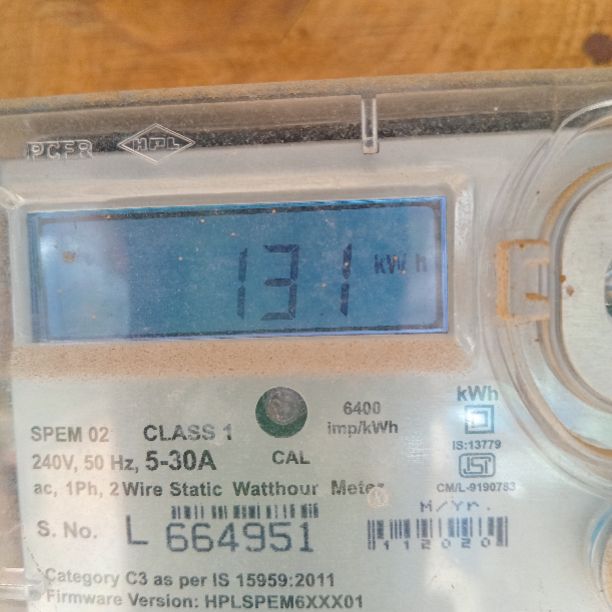 PCFR HPL
131 kWh
6400
imp/kWh
kWh
IS:13779
SPEM 02 CLASS 1
240V, 50 Hz, 5-30A CAL
CM/L-9190783
ac, 1Ph, 2 Wire Static Watthour Meter
M/Yr.
S. No. L 664951
112020
Category C3 as per IS 15959:2011
Firmware Version: HPLSPEM6XXX01